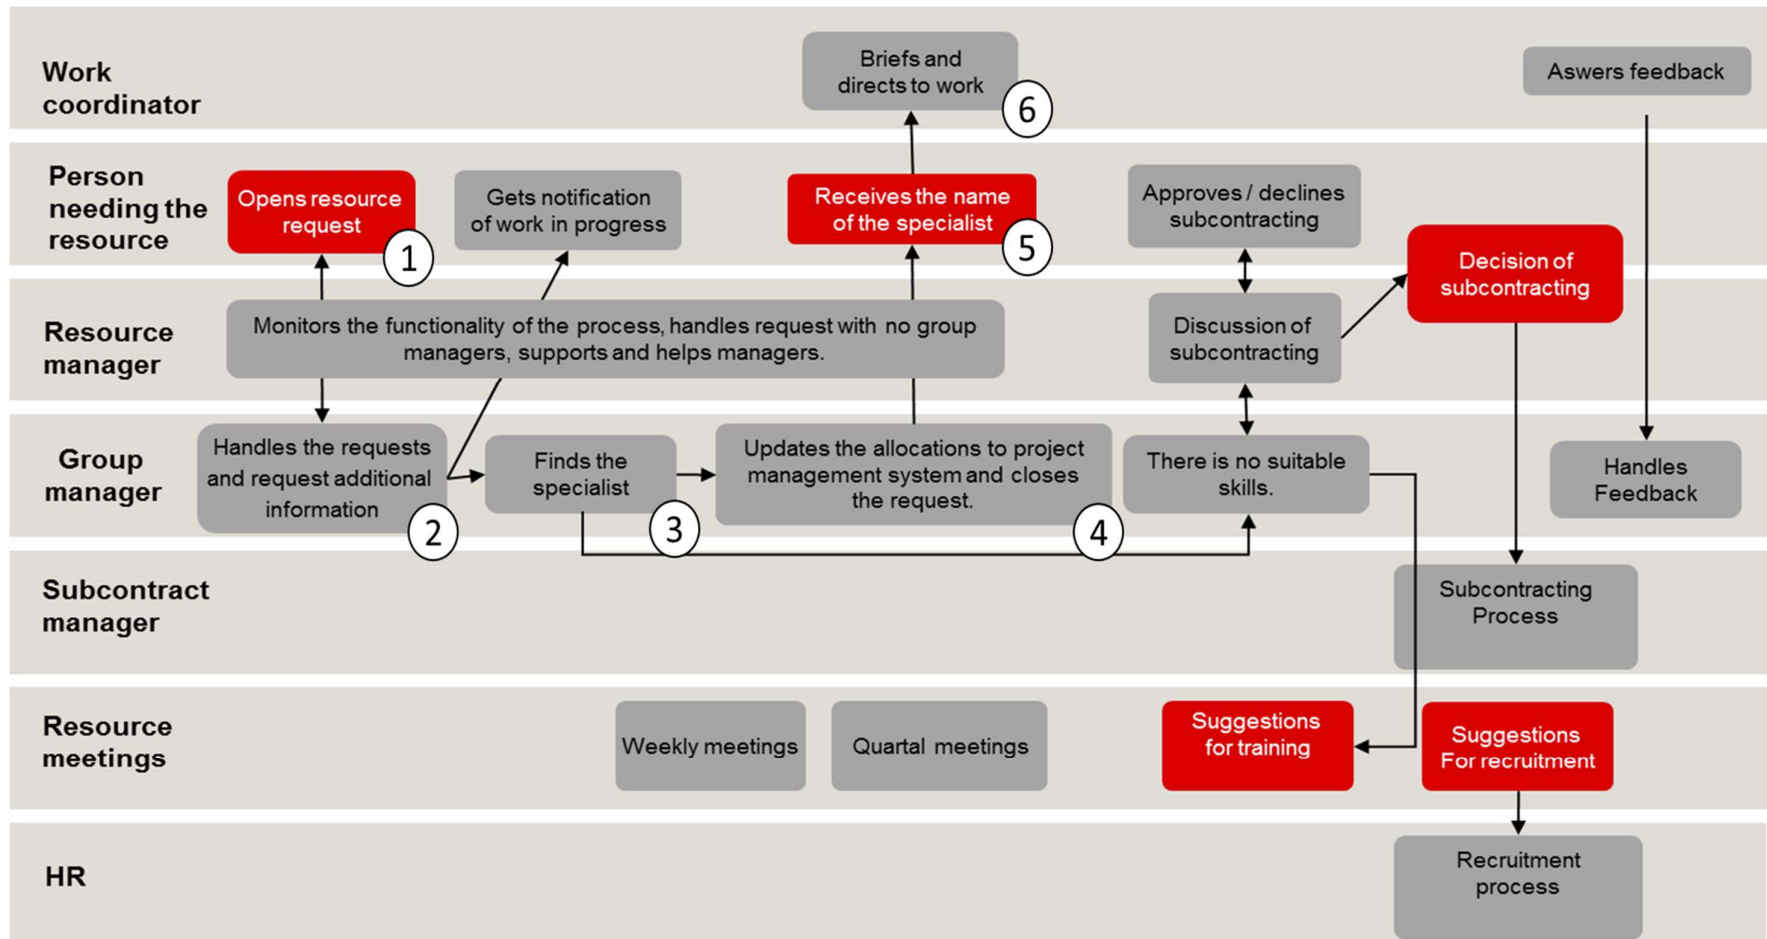 Work
coordinator
Briefs and
directs to work
6
Aswers feedback
Person
needing the
resource
Opens resource
request
1
Gets notification
of work in progress
Receives the name
of the specialist
5
Approves / declines
subcontracting
Decision of
subcontracting
Resource
manager
Monitors the functionality of the process, handles request with no group
managers, supports and helps managers.
Discussion of
subcontracting
Group
manager
Handles the requests
and request additional
information
2
Finds the
specialist
3
Updates the allocations to project
management system and closes
the request.
4
There is no suitable
skills.
Handles
Feedback
Subcontract
manager
Subcontracting
Process
Resource
meetings
Weekly meetings
Quartal meetings
Suggestions
for training
Suggestions
For recruitment
HR
Recruitment
process